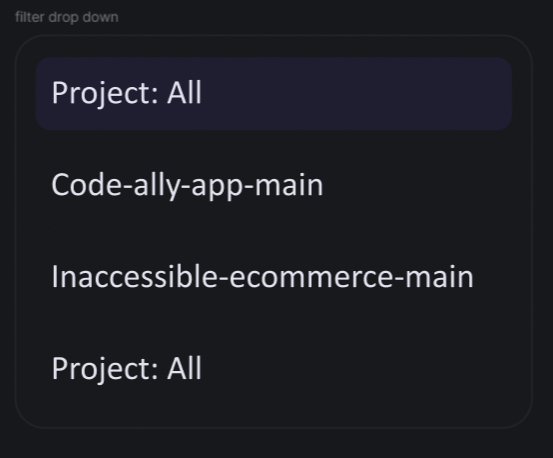 filter drop down
Project: All
Code-ally-app-main
Inaccessible-ecommerce-main
Project: All